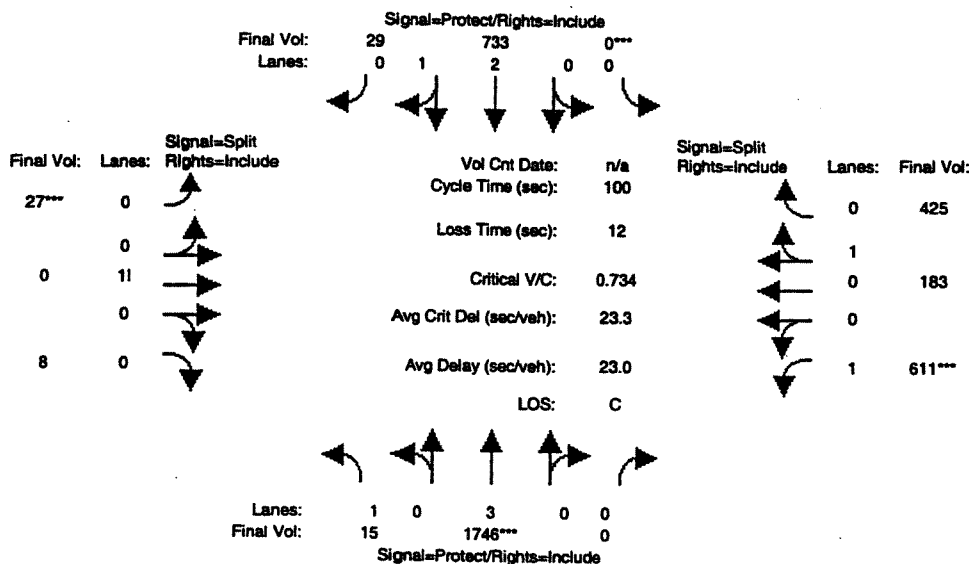 Signal=Protect/Rights=Include
Final Vol: 29 733 0***
Lanes: 0 1 2 0 0
Signal=Split
Final Vol: Lanes: Rights=Include
27*** 0
0
0 1!
0
8 0
Vol Cnt Date: n/a
Cycle Time (sec): 100
Loss Time (sec): 12
Critical V/C: 0.734
Avg Crit Del (sec/veh): 23.3
Avg Delay (sec/veh): 23.0
LOS: C
Signal=Split
Rights=Include Lanes: Final Vol:
0 425
1
0 183
0
1 611***
Lanes: 1 0 3 0 0
Final Vol: 15 1746*** 0
Signal=Protect/Rights=Include